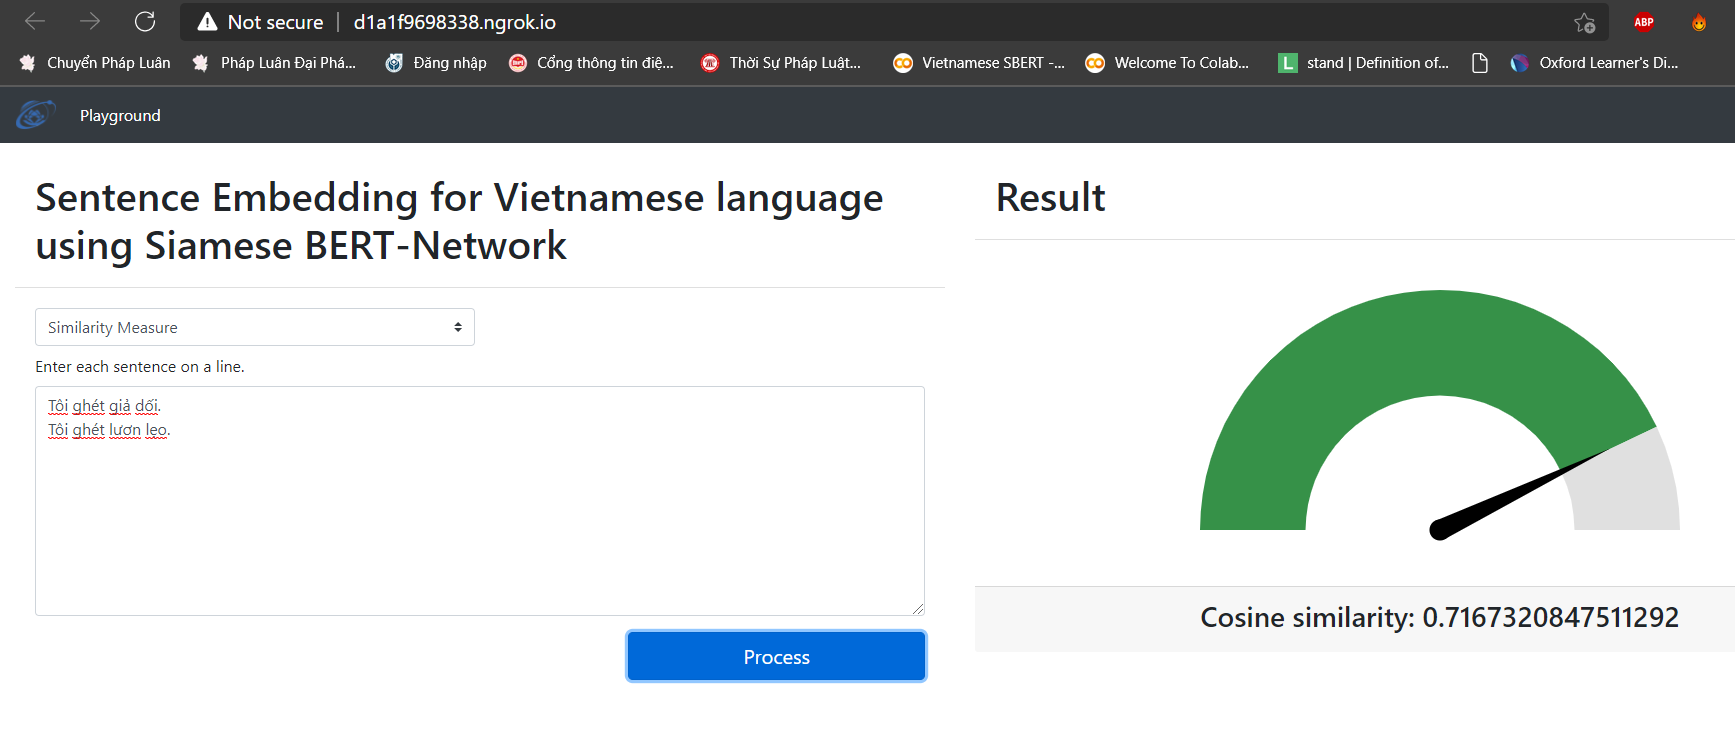 Not secure | d1a1f9698338.ngrok.io
ABP
Chuyển Pháp Luân
Pháp Luân Đại Phá...
Đăng nhập
Cổng thông tin điệ...
Thời Sự Pháp Luật...
Vietnamese SBERT -...
Welcome To Colab...
L
stand | Definition of...
Oxford Learner's Di...
Playground
Sentence Embedding for Vietnamese language
using Siamese BERT-Network
Similarity Measure
Enter each sentence on a line.
Tôi ghét giả dối.
Tôi ghét lươn lẹo.
Process
Result
Cosine similarity: 0.7167320847511292